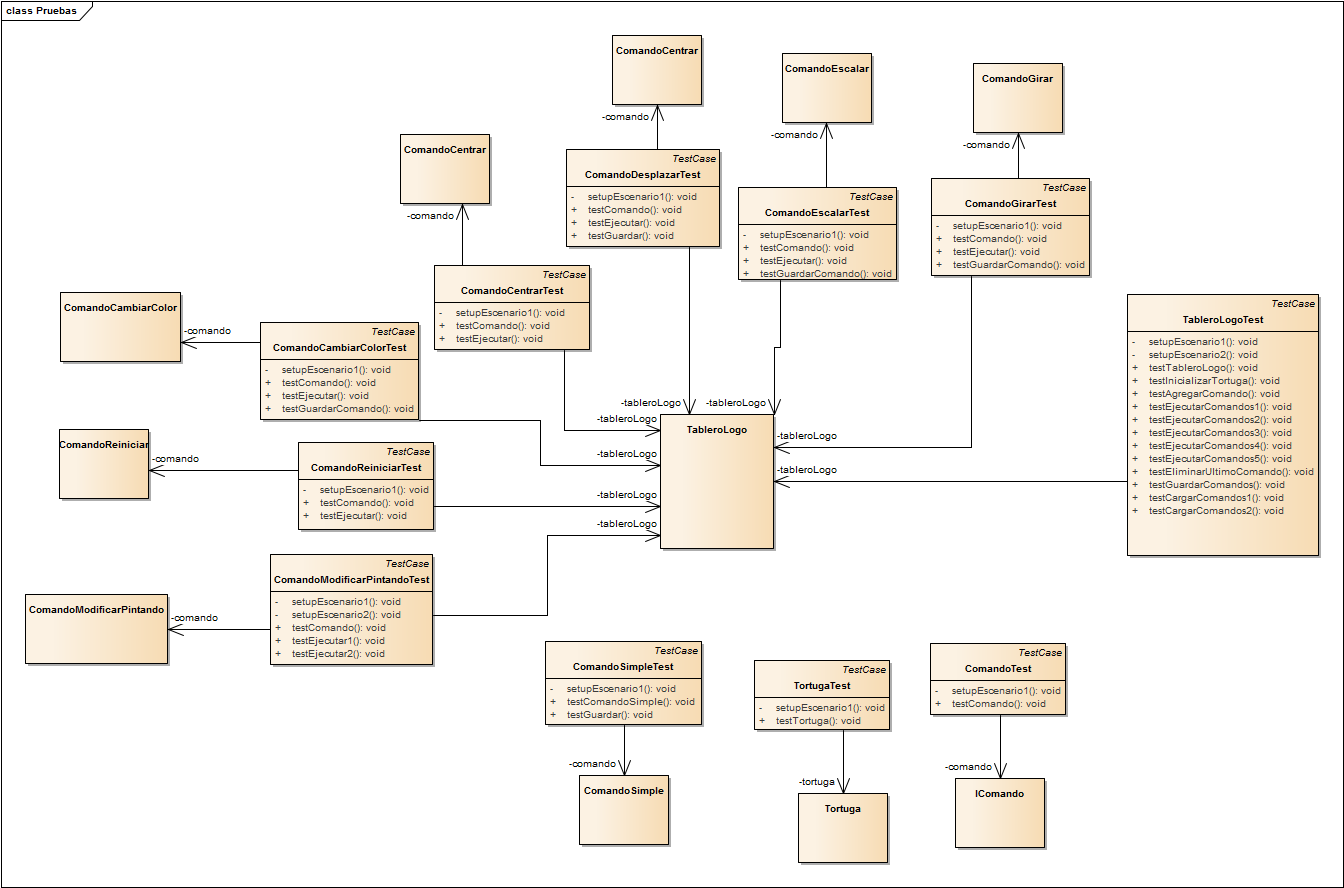 class Pruebas
ComandoCentrar
-comando
TestCase
ComandoDesplazarTest
- setupEscenario1(): void
+ testComando(): void
+ testEjecutar(): void
+ testGuardar(): void
ComandoEscalar
-comando
TestCase
ComandoEscalarTest
- setupEscenario1(): void
+ testComando(): void
+ testEjecutar(): void
+ testGuardarComando(): void
ComandoGirar
-comando
TestCase
ComandoGirarTest
- setupEscenario1(): void
+ testComando(): void
+ testEjecutar(): void
+ testGuardarComando(): void
ComandoCentrar
-comando
TestCase
ComandoCentrarTest
- setupEscenario1(): void
+ testComando(): void
+ testEjecutar(): void
ComandoCambiarColor
-comando
TestCase
ComandoCambiarColorTest
- setupEscenario1(): void
+ testComando(): void
+ testEjecutar(): void
+ testGuardarComando(): void
TestCase
TableroLogoTest
- setupEscenario1(): void
- setupEscenario2(): void
+ testTableroLogo(): void
+ testInicializarTortuga(): void
+ testAgregarComando(): void
+ testEjecutarComandos1(): void
+ testEjecutarComandos2(): void
+ testEjecutarComandos3(): void
+ testEjecutarComandos4(): void
+ testEjecutarComandos5(): void
+ testEliminarUltimoComando(): void
+ testGuardarComandos(): void
+ testCargarComandos1(): void
+ testCargarComandos2(): void
-tableroLogo
-tableroLogo
-tableroLogo
TableroLogo
-tableroLogo
-tableroLogo
-tableroLogo
-tableroLogo
-tableroLogo
ComandoReiniciar
-comando
TestCase
ComandoReiniciarTest
- setupEscenario1(): void
+ testComando(): void
+ testEjecutar(): void
ComandoModificarPintando
-comando
TestCase
ComandoModificarPintandoTest
- setupEscenario1(): void
- setupEscenario2(): void
+ testComando(): void
+ testEjecutar1(): void
+ testEjecutar2(): void
TestCase
ComandoSimpleTest
- setupEscenario1(): void
+ testComandoSimple(): void
+ testGuardar(): void
-comando
ComandoSimple
TestCase
TortugaTest
- setupEscenario1(): void
+ testTortuga(): void
-tortuga
Tortuga
TestCase
ComandoTest
- setupEscenario1(): void
+ testComando(): void
-comando
IComando